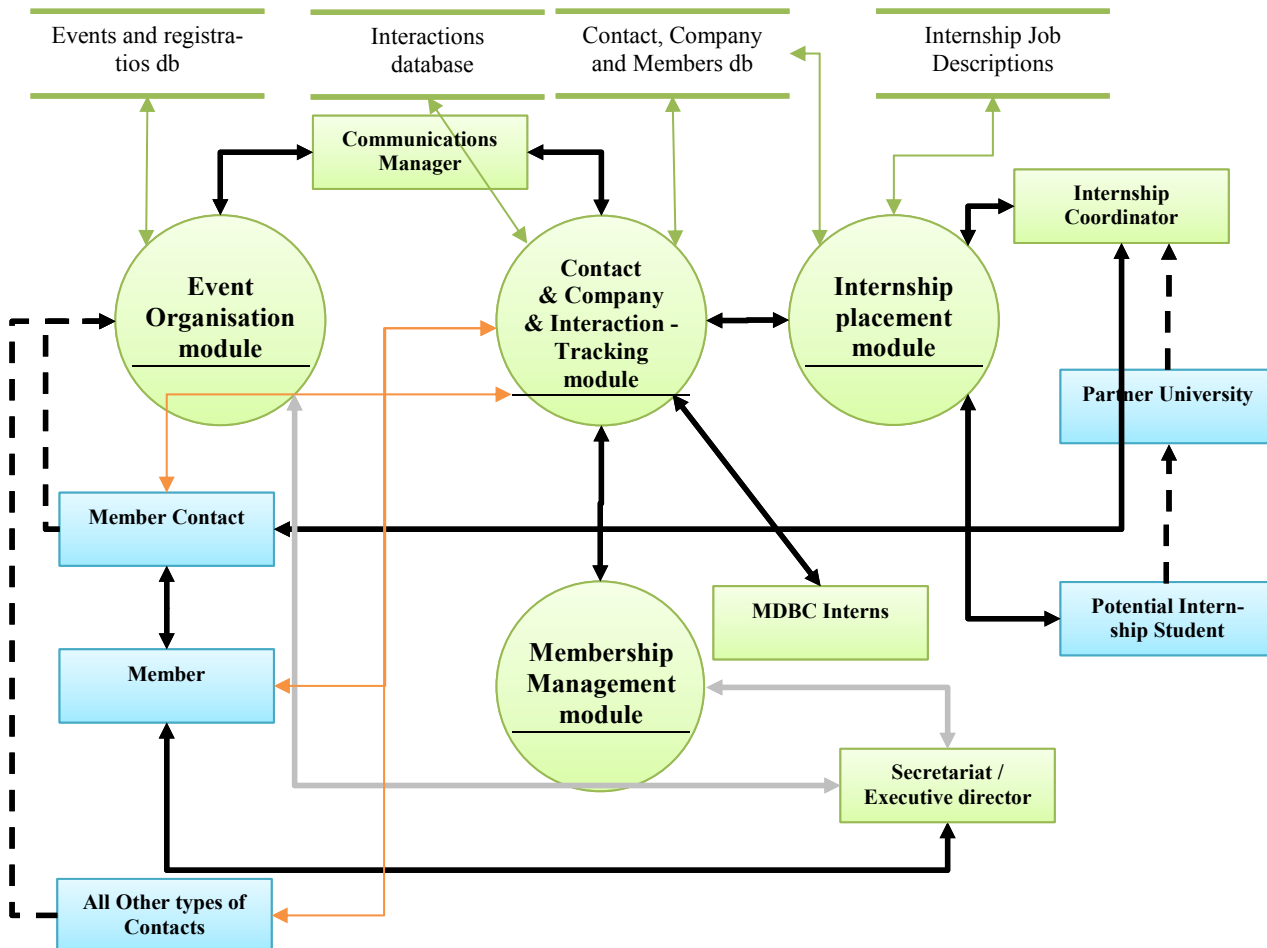 Events and registra-
tios db
Interactions
database
Contact, Company
and Members db
Internship Job
Descriptions
Communications
Manager
Internship
Coordinator
Event
Organisation
module
Contact
& Company
& Interaction -
Tracking
module
Internship
placement
module
Partner University
Member Contact
MDBC Interns
Potential Intern-
ship Student
Member
Membership
Management
module
Secretariat /
Executive director
All Other types of
Contacts